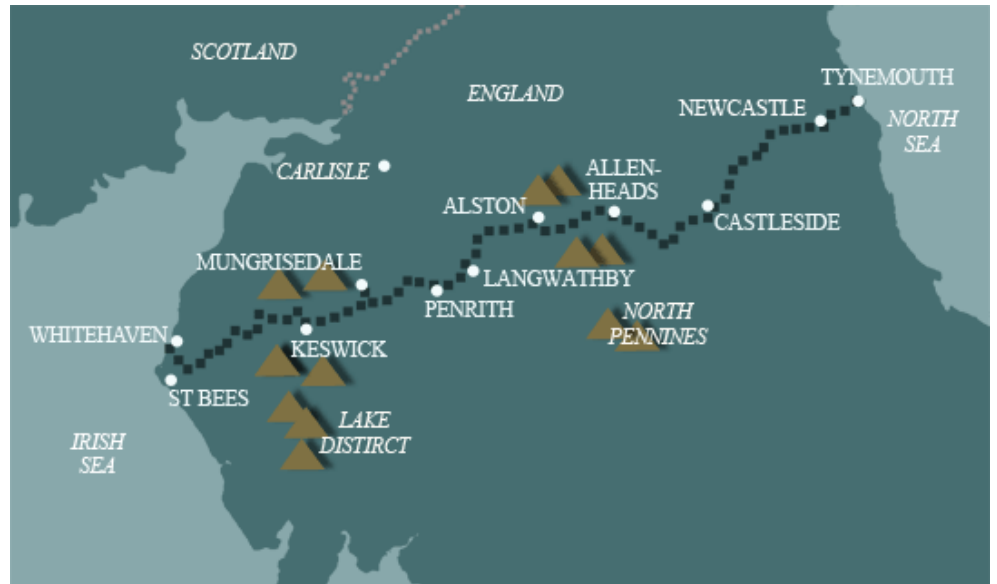 SCOTLAND
ENGLAND
TYNEMOUTH
NEWCASTLE
NORTH
SEA
CARLISLE
ALLEN-
HEADS
ALSTON
CASTLESIDE
MUNGRISEDALE
LANGWATHBY
PENRITH
NORTH
PENNINES
WHITEHAVEN
KESWICK
ST BEES
LAKE
DISTIRCT
IRISH
SEA